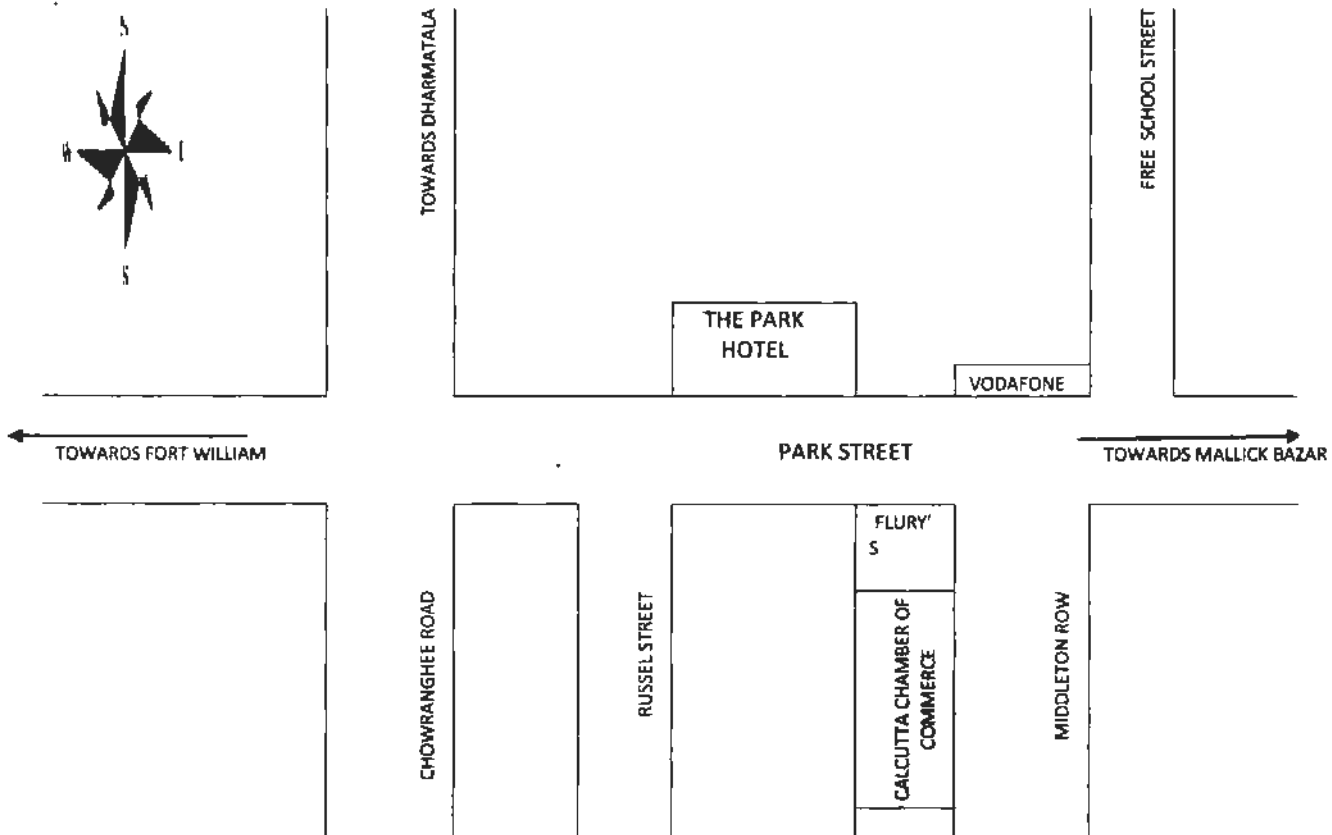 N
W E
S
TOWARDS DHARMATALA
FREE SCHOOL STREET
THE PARK
HOTEL
VODAFONE
TOWARDS FORT WILLIAM
PARK STREET
TOWARDS MALLICK BAZAR
FLURY'
S
CHOWRANGHEE ROAD
RUSSEL STREET
CALCUTTA CHAMBER OF
COMMERCE
MIDDLETON ROW